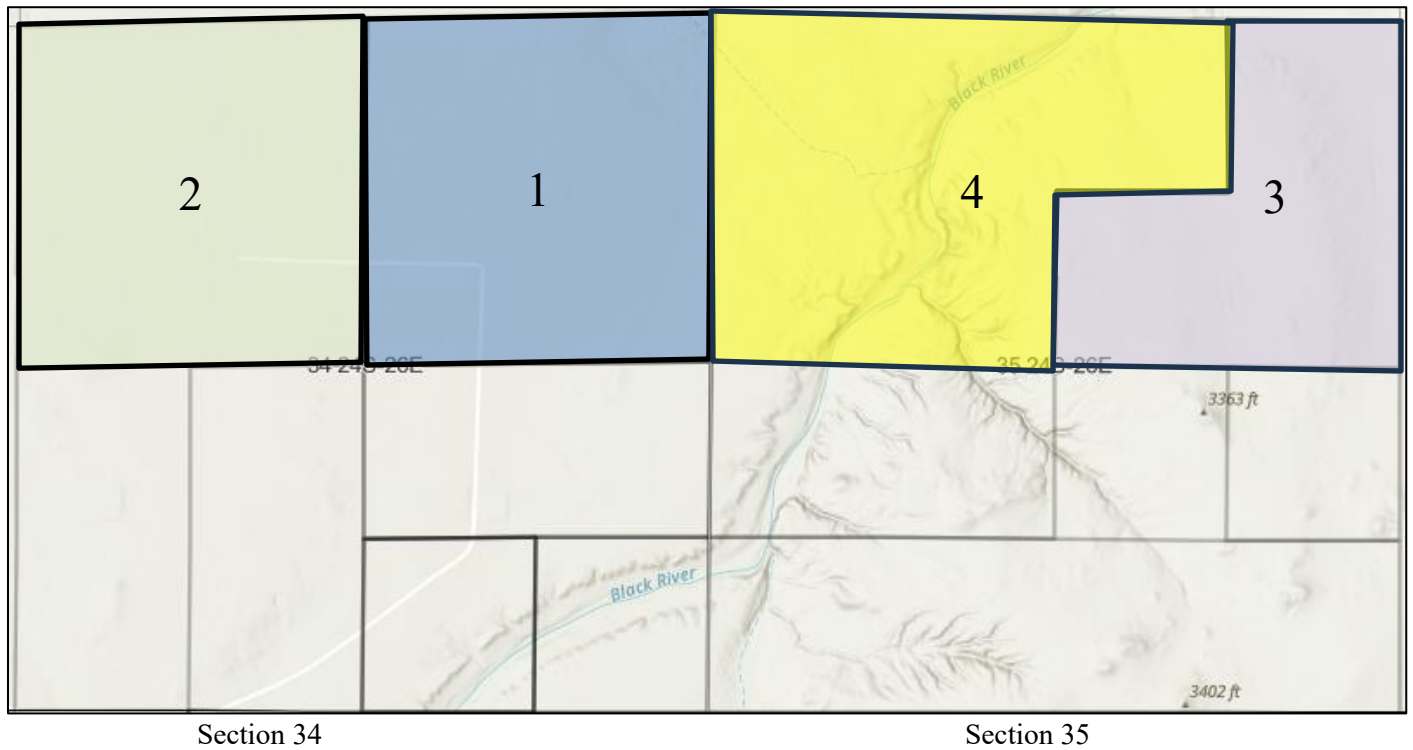 Black River
2
1
4
3
34 24S-26E
35 24S-26E
3363 ft
Black River
3402 ft
Section 34
Section 35